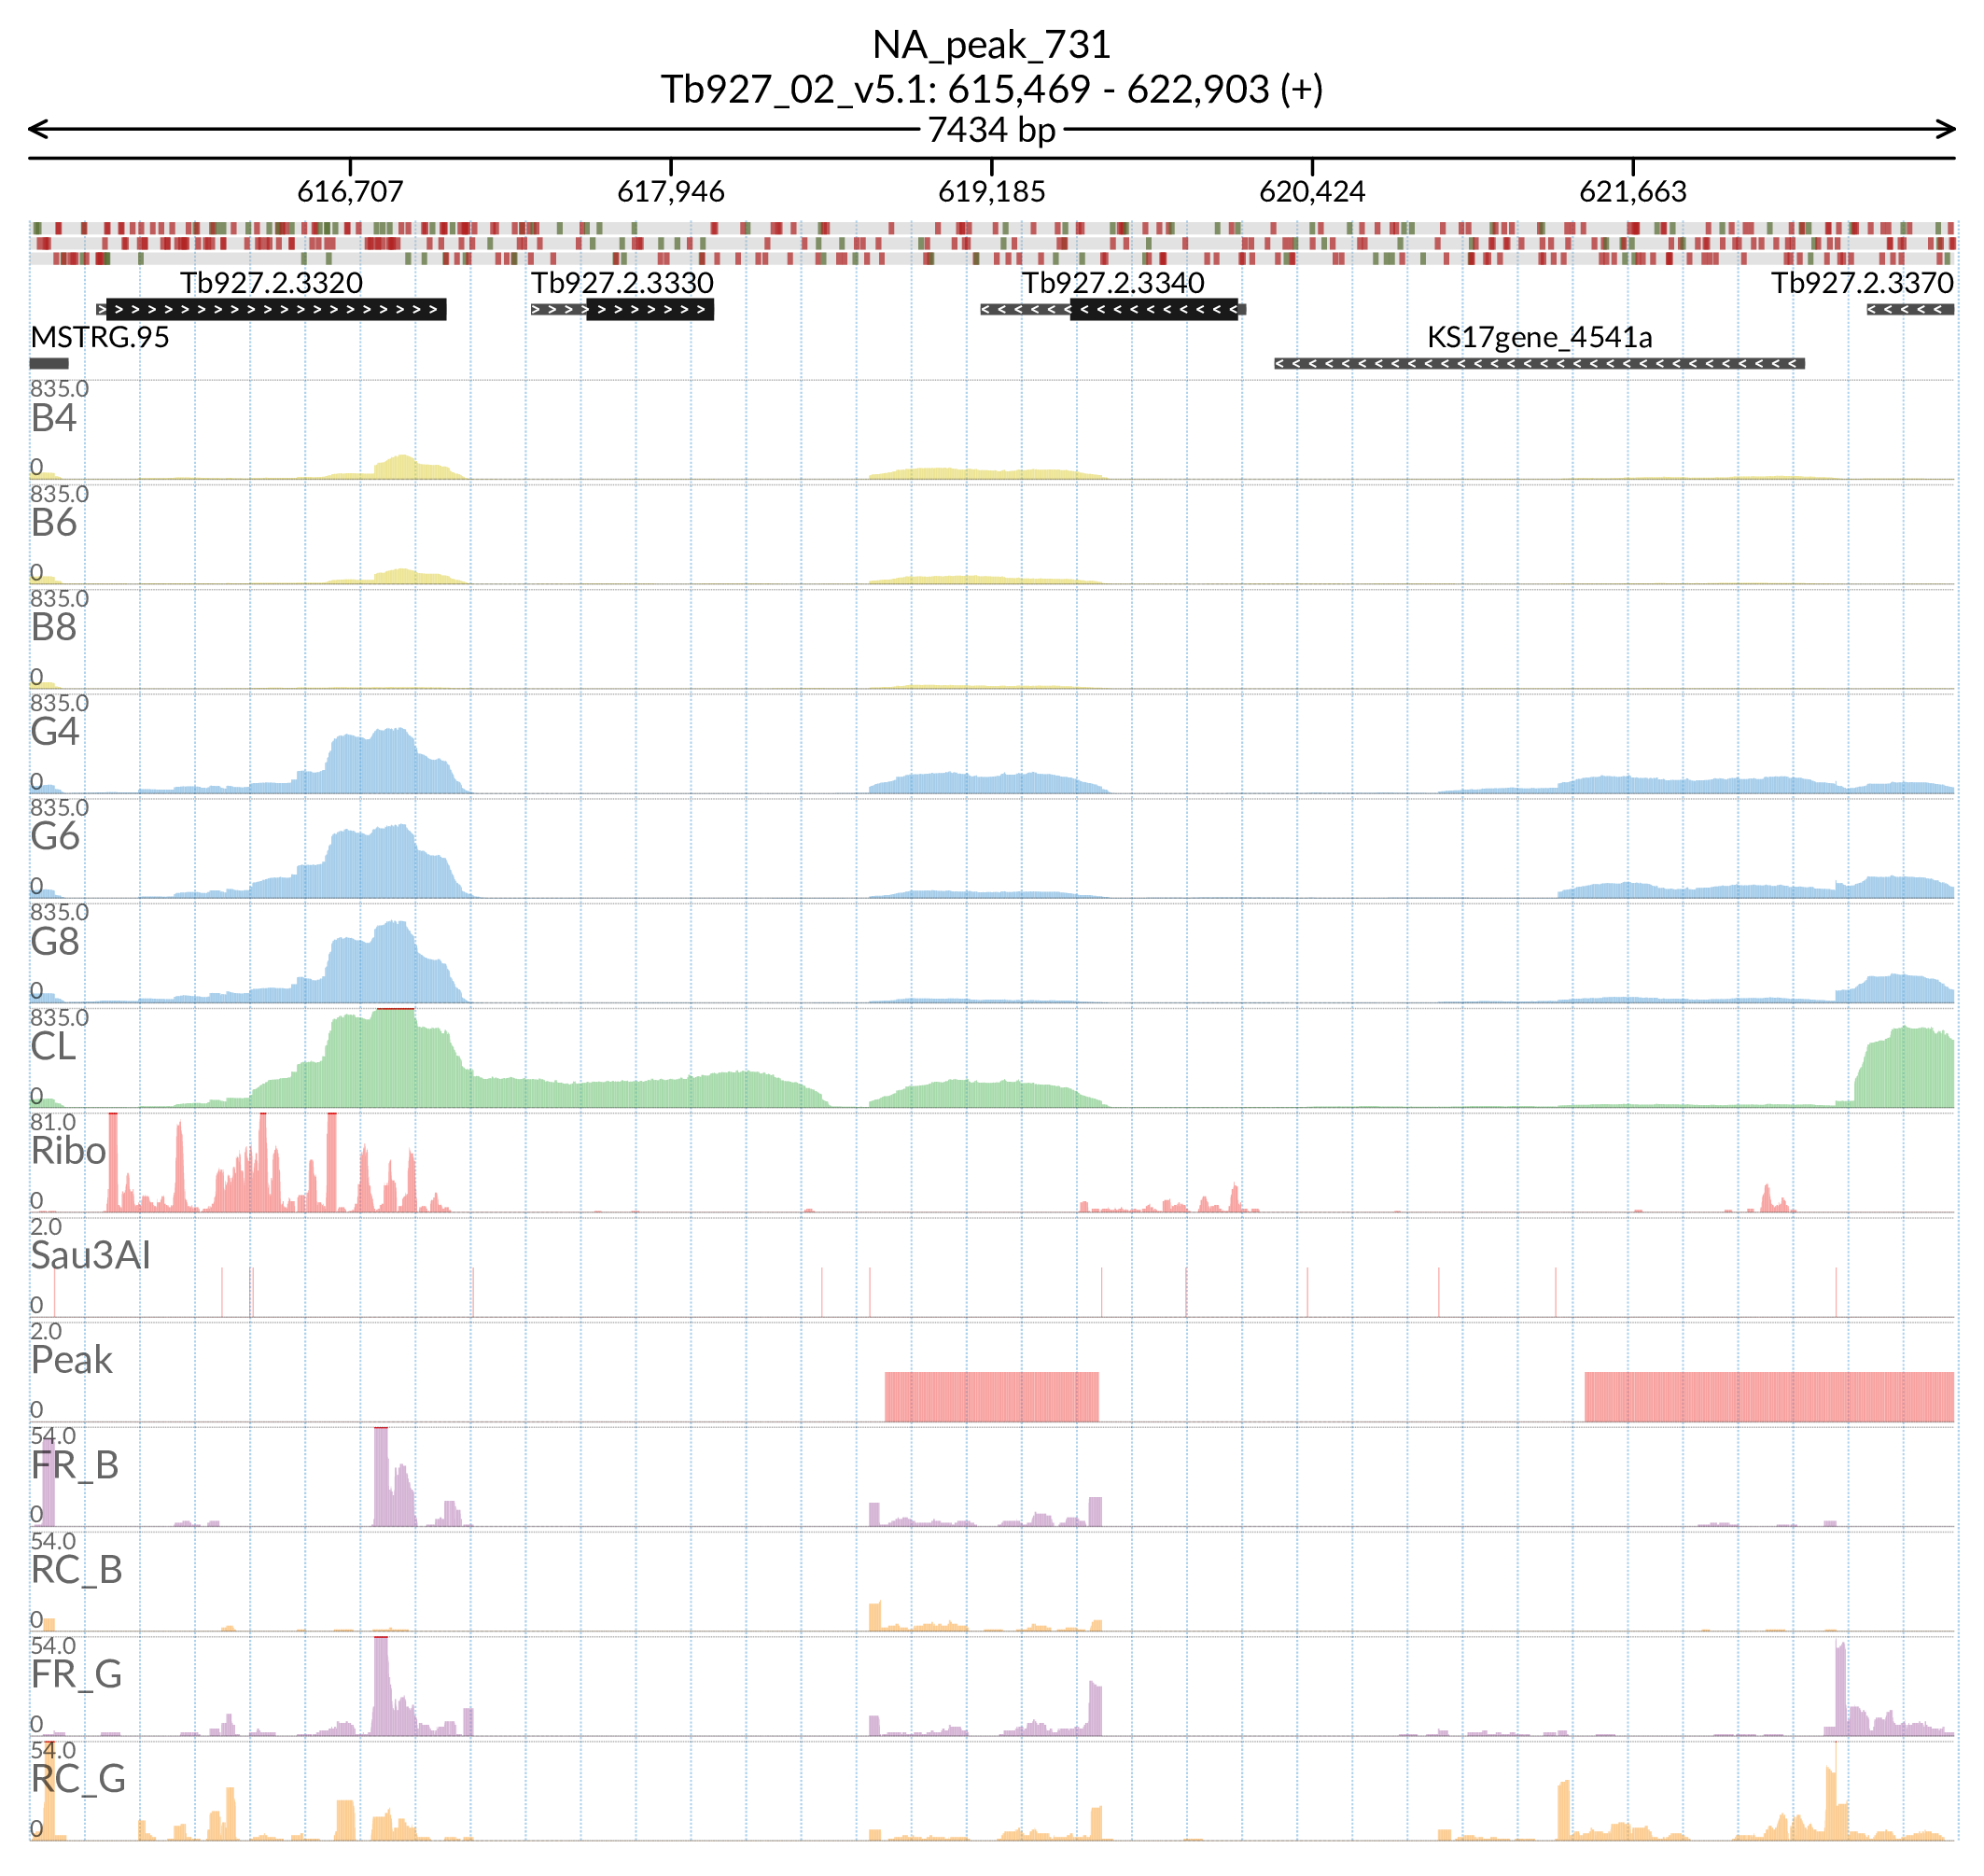 NA_peak_731
Tb927_02_v5.1: 615,469 - 622,903 (+)
7434 bp
616,707 617,946 619,185 620,424 621,663
Tb927.2.3320 Tb927.2.3330 Tb927.2.3340 Tb927.2.3370
MSTRG.95 KS17gene_4541a
835.0
B4
0
835.0
B6
0
835.0
B8
0
835.0
G4
0
835.0
G6
0
835.0
G8
0
835.0
CL
0
81.0
Ribo
0
2.0
Sau3AI
0
2.0
Peak
0
54.0
FR_B
0
54.0
RC_B
0
54.0
FR_G
0
54.0
RC_G
0